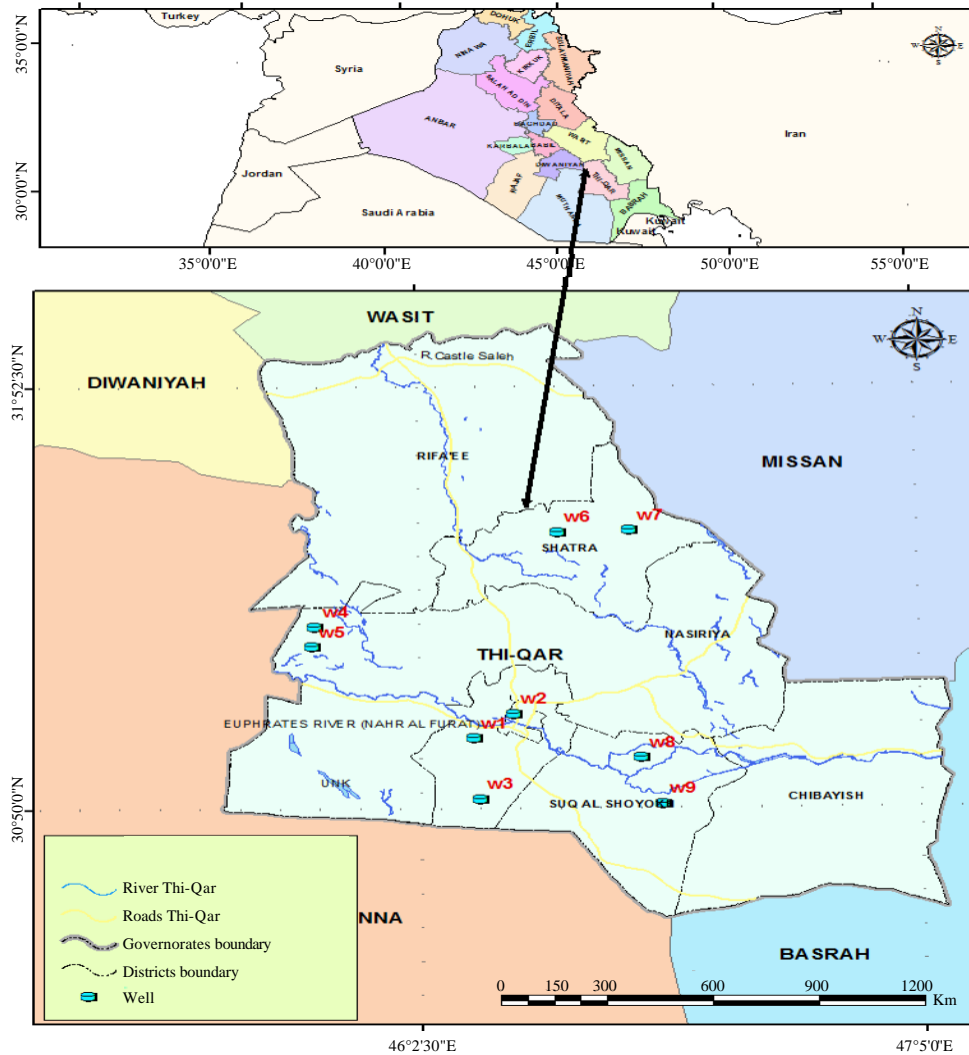 Turkey
DOHUK
NINAWA
ERBIL
SULAYMANIYAH
N
W E
S
35°00"N
Syria
KIRKUK
SALAH AD DIN
DIYALA
ANBAR
BAGHDAD
Iran
KARBALA
BABIL
WASIT
MISSAN
DIWANIYAH
Jordan
NAJAF
THI-QAR
30°0'0"N
Saudi Arabia
BASRAH
Kuwait
Kuwait
35°0'0"E
40°0'0"E
45°0'0"E
50°0'0"E
55°0'0"E
WASIT
N
W E
S
R.Castle Saleh
31°52'30"N
DIWANIYAH
RIFA'EE
MISSAN
w6
w7
SHATRA
w4
w5
NASIRIYA
THI-QAR
w2
EUPHRATES RIVER (NAHR AL FURAT)
w1
w8
UNK
w3
w9
SUQ AL SHOYOKH
CHIBAYISH
30°50'0"N
River Thi-Qar
Roads Thi-Qar
NNA
Governorates boundary
Districts boundary
Well
BASRAH
0 150 300 600 900 1200
Km
46°2'30"E
47°5'0"E